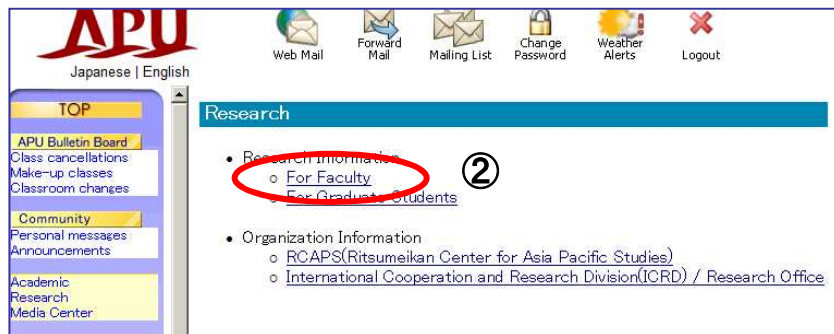 APU
Japanese | English
Web Mail
Forward Mail
Mailing List
Change Password
Weather Alerts
Logout
TOP
APU Bulletin Board
Class cancellations
Make-up classes
Classroom changes
Community
Personal messages
Announcements
Academic
Research
Media Center
Research
Research Information
For Faculty
②
For Graduate Students
Organization Information
RCAPS(Ritsumeikan Center for Asia Pacific Studies)
International Cooperation and Research Division(ICRD) / Research Office